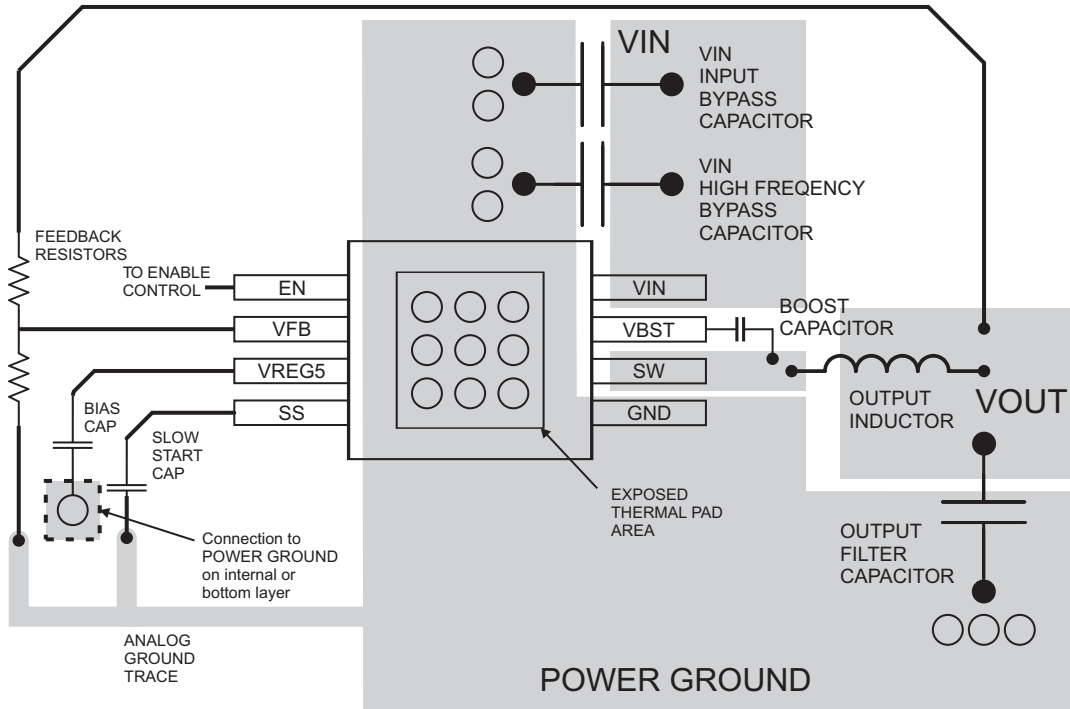 VIN
VIN
INPUT
BYPASS
CAPACITOR
VIN
HIGH FREQENCY
BYPASS
CAPACITOR
FEEDBACK
RESISTORS
TO ENABLE
CONTROL
EN
VFB
VREG5
SS
VIN
VBST
SW
GND
BOOST
CAPACITOR
OUTPUT
INDUCTOR
VOUT
BIAS
CAP
SLOW
START
CAP
EXPOSED
THERMAL PAD
AREA
Connection to
POWER GROUND
on internal or
bottom layer
OUTPUT
FILTER
CAPACITOR
ANALOG
GROUND
TRACE
POWER GROUND